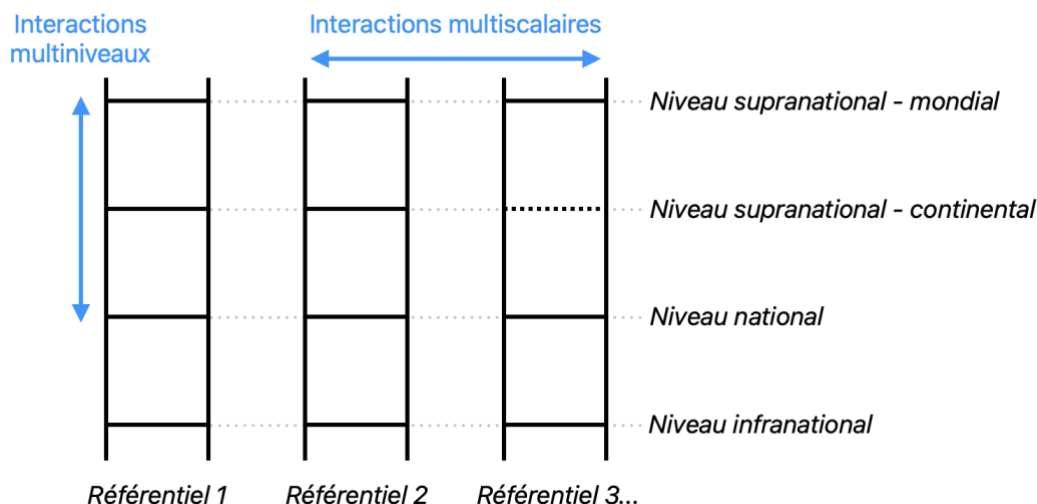 Interactions
multiniveaux
Interactions multiscalaires
Niveau supranational - mondial
Niveau supranational - continental
Niveau national
Niveau infranational
Référentiel 1
Référentiel 2
Référentiel 3...